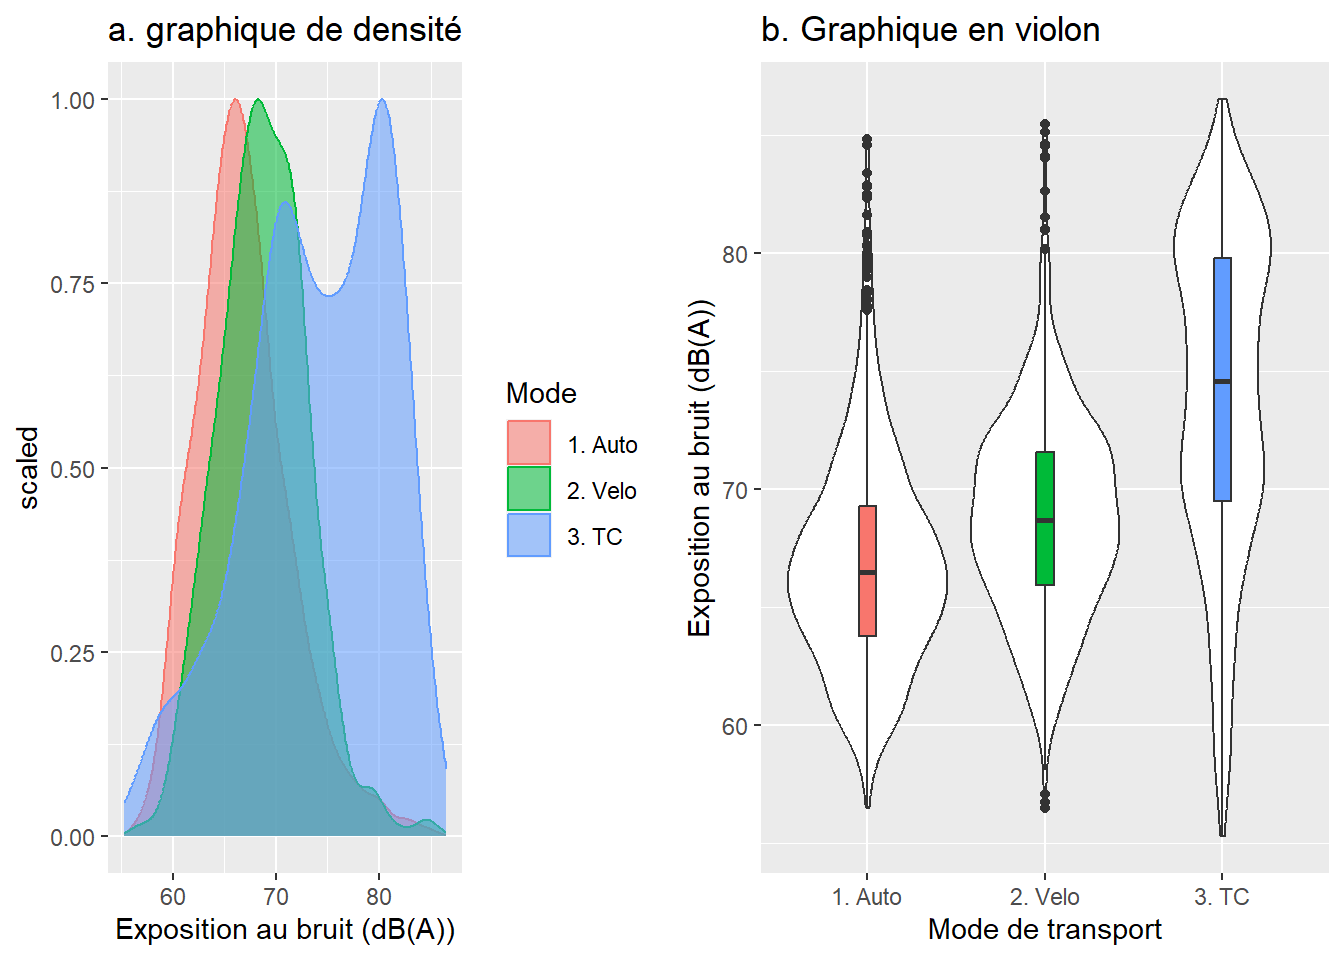 a. graphique de densité
1.00
0.75
0.50
0.25
0.00
scaled
60 70 80
Exposition au bruit (dB(A))
Mode
1. Auto
2. Velo
3. TC
b. Graphique en violon
80
70
60
Exposition au bruit (dB(A))
1. Auto 2. Velo 3. TC
Mode de transport